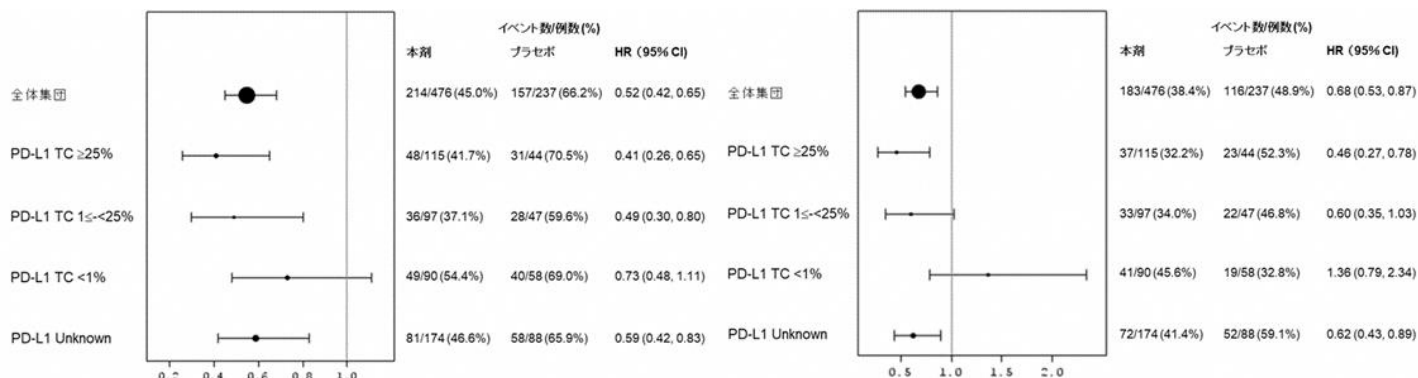 イベント数/例数(%)
本剤 プラセボ HR (95% CI)
全体集団 214/476 (45.0%) 157/237 (66.2%) 0.52 (0.42, 0.65)
PD-L1 TC ≥25% 48/115 (41.7%) 31/44 (70.5%) 0.41 (0.26, 0.65)
PD-L1 TC 1≤-<25% 36/97 (37.1%) 28/47 (59.6%) 0.49 (0.30, 0.80)
PD-L1 TC <1% 49/90 (54.4%) 40/58 (69.0%) 0.73 (0.48, 1.11)
PD-L1 Unknown 81/174 (46.6%) 58/88 (65.9%) 0.59 (0.42, 0.83)
0.2 0.4 0.6 0.8 1.0
イベント数/例数(%)
本剤 プラセボ HR (95% CI)
全体集団 183/476 (38.4%) 116/237 (48.9%) 0.68 (0.53, 0.87)
PD-L1 TC ≥25% 37/115 (32.2%) 23/44 (52.3%) 0.46 (0.27, 0.78)
PD-L1 TC 1≤-<25% 33/97 (34.0%) 22/47 (46.8%) 0.60 (0.35, 1.03)
PD-L1 TC <1% 41/90 (45.6%) 19/58 (32.8%) 1.36 (0.79, 2.34)
PD-L1 Unknown 72/174 (41.4%) 52/88 (59.1%) 0.62 (0.43, 0.89)
0.5 1.0 1.5 2.0